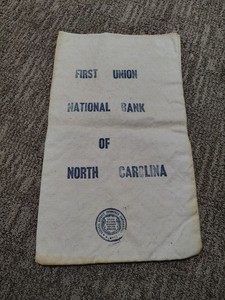 FIRST UNION
NATIONAL BANK
OF
NORTH CAROLINA